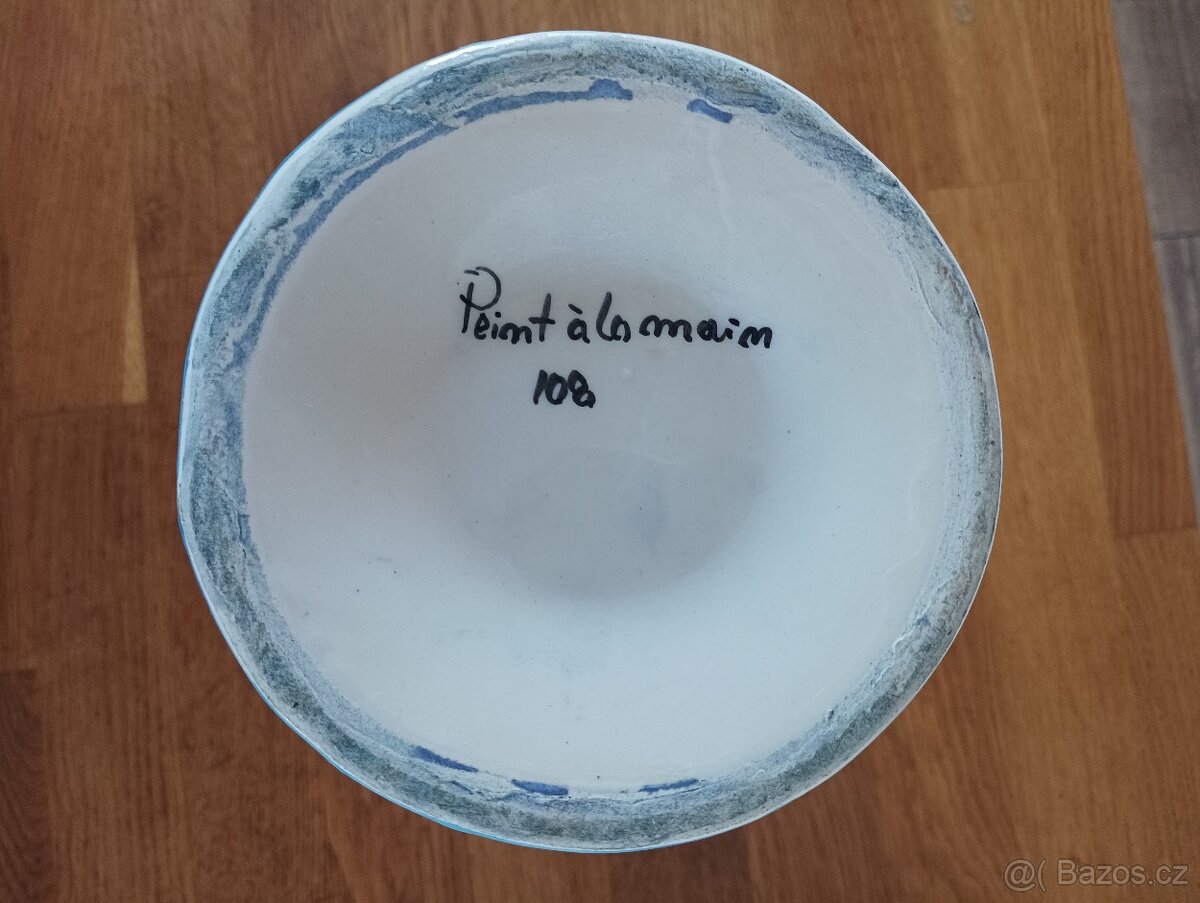 Peint à la main
108
@( Bazos.cz